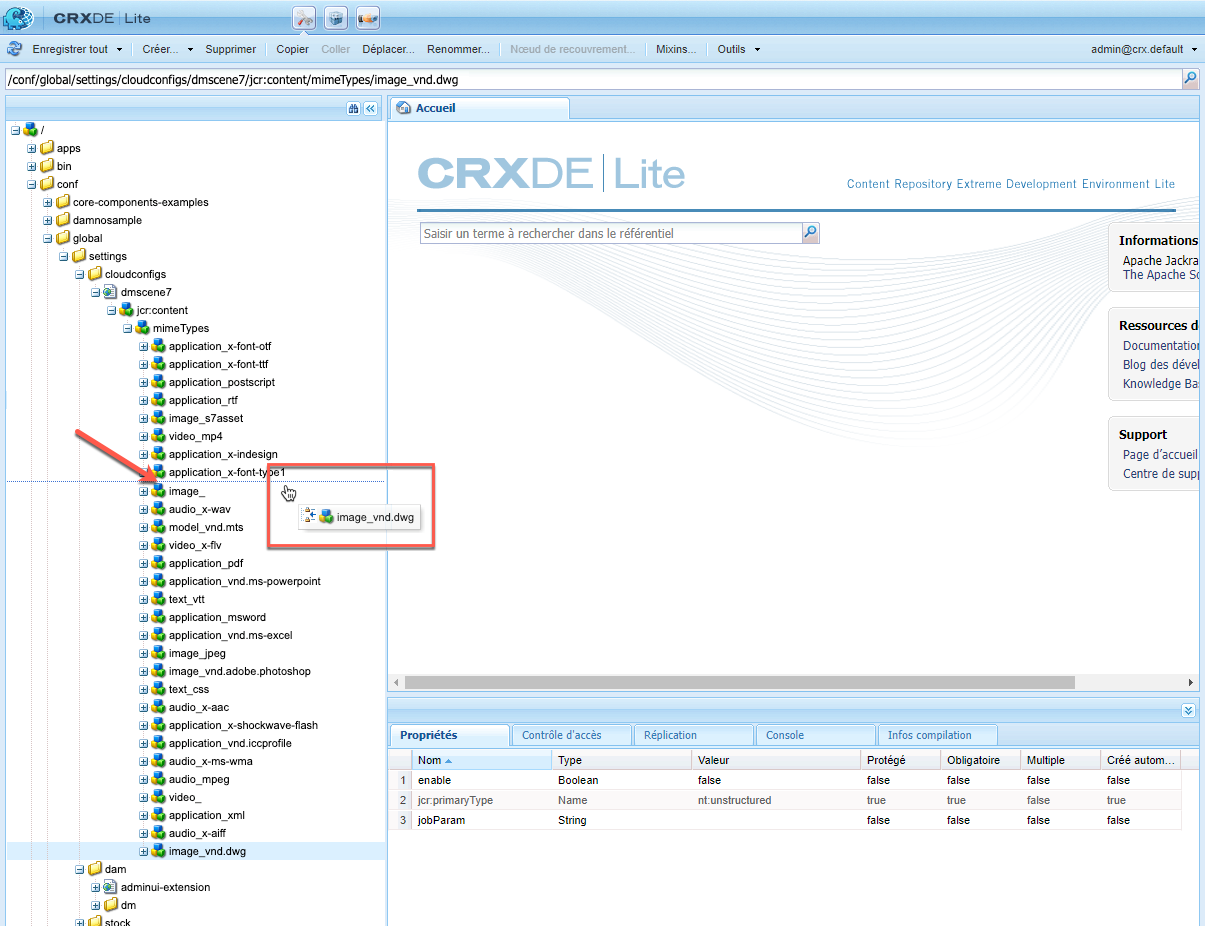 CRXDE | Lite
Enregistrer tout Créer... Supprimer Copier Coller Déplacer... Renommer... Nœud de recouvrement... Mixins... Outils admin@crx.default
/conf/global/settings/cloudconfigs/dmscene7/jcr:content/mimeTypes/image_vnd.dwg
/
apps
bin
conf
core-components-examples
damnosample
global
settings
cloudconfigs
dmscene7
jcr:content
mimeTypes
application_x-font-otf
application_x-font-ttf
application_postscript
application_rtf
image_s7asset
video_mp4
application_x-indesign
application_x-font-type1
image_
audio_x-wav
model_vnd.mts
video_x-flv
application_pdf
application_vnd.ms-powerpoint
text_vtt
application_msword
application_vnd.ms-excel
image_jpeg
image_vnd.adobe.photoshop
text_css
audio_x-aac
application_x-shockwave-flash
application_vnd.iccprofile
audio_x-ms-wma
audio_mpeg
video_
application_xml
audio_x-aiff
image_vnd.dwg
dam
adminui-extension
dm
stock
image_vnd.dwg
Accueil
CRXDE | Lite
Content Repository Extreme Development Environment Lite
Saisir un terme à rechercher dans le référentiel
Informations
Apache Jackra
The Apache So
Ressources d
Documentation
Blog des dével
Knowledge Ba
Support
Page d'accueil
Centre de supp
Propriétés Contrôle d'accès Réplication Console Infos compilation
Nom Type Valeur Protégé Obligatoire Multiple Créé autom...
1 enable Boolean false false false false false
2 jcr:primaryType Name nt:unstructured true true false true
3 jobParam String false false false false